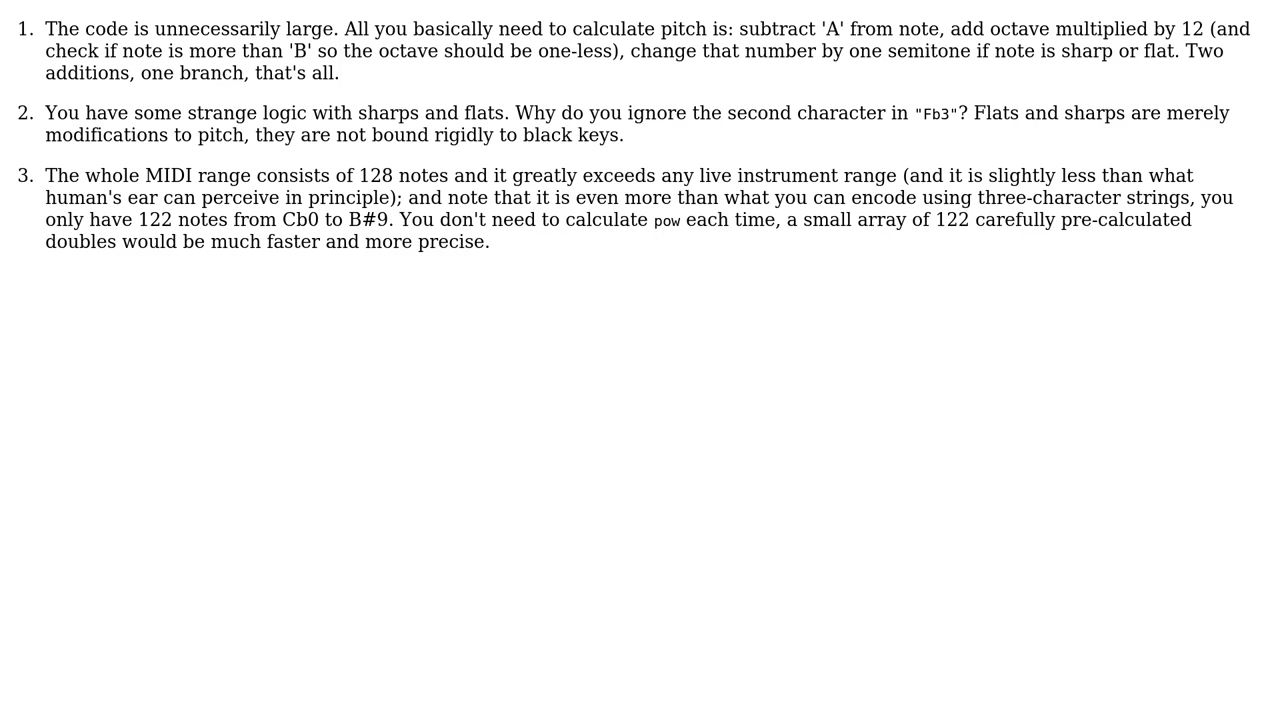 1. The code is unnecessarily large. All you basically need to calculate pitch is: subtract 'A' from note, add octave multiplied by 12 (and
check if note is more than 'B' so the octave should be one-less), change that number by one semitone if note is sharp or flat. Two
additions, one branch, that's all.
2. You have some strange logic with sharps and flats. Why do you ignore the second character in "Fb3"? Flats and sharps are merely
modifications to pitch, they are not bound rigidly to black keys.
3. The whole MIDI range consists of 128 notes and it greatly exceeds any live instrument range (and it is slightly less than what
human's ear can perceive in principle); and note that it is even more than what you can encode using three-character strings, you
only have 122 notes from Cb0 to B#9. You don't need to calculate pow each time, a small array of 122 carefully pre-calculated
doubles would be much faster and more precise.